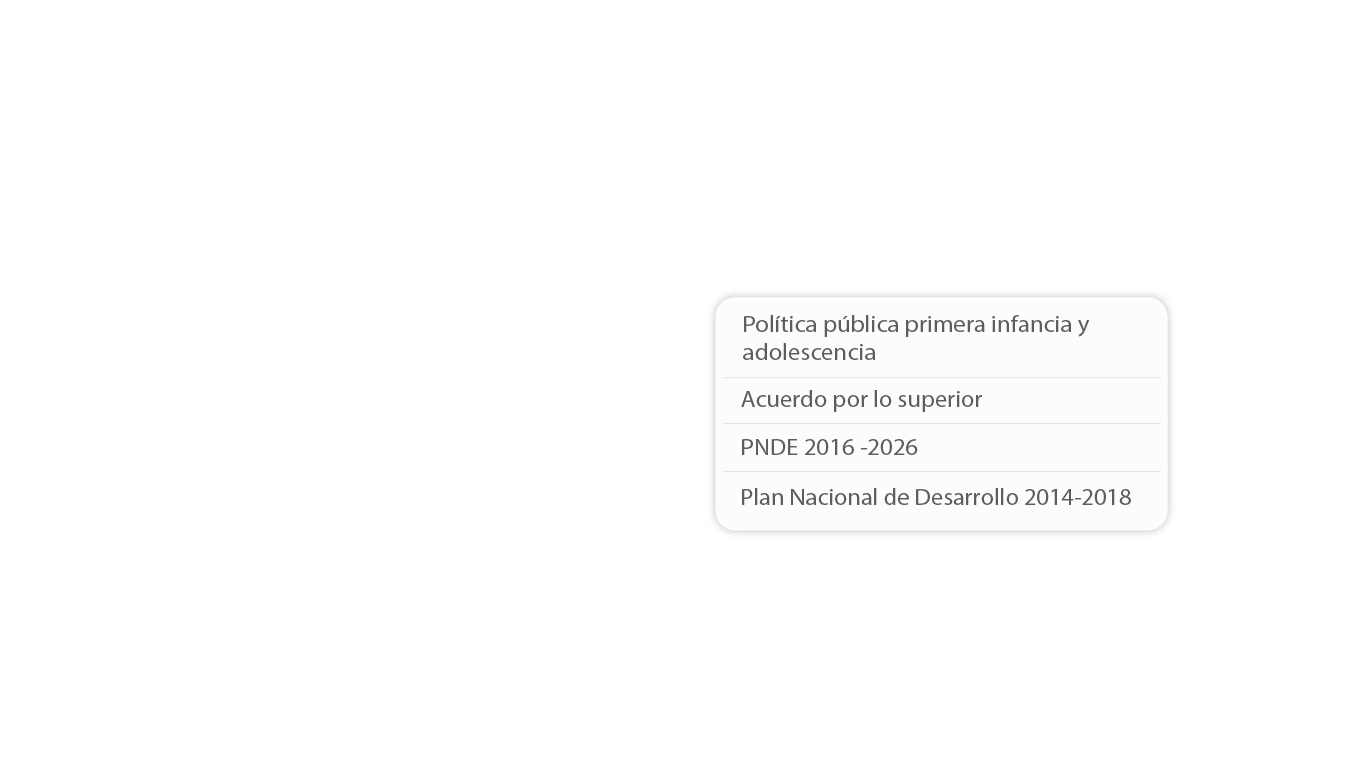 Política pública primera infancia y
adolescencia
Acuerdo por lo superior
PNDE 2016 -2026
Plan Nacional de Desarrollo 2014-2018